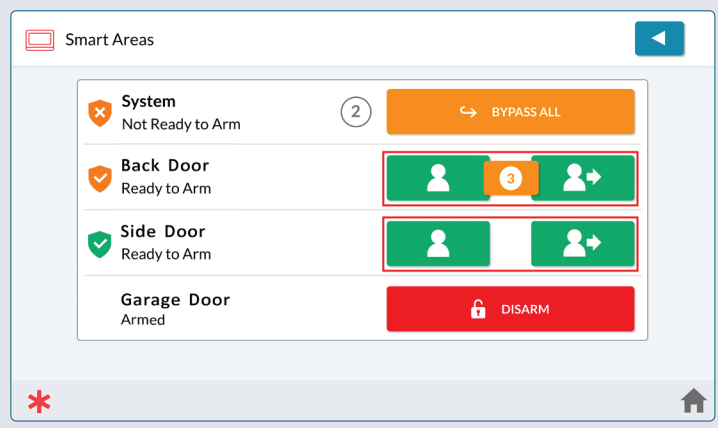 Smart Areas
System
Not Ready to Arm
2
BYPASS ALL
Back Door
Ready to Arm
3
Side Door
Ready to Arm
Garage Door
Armed
DISARM